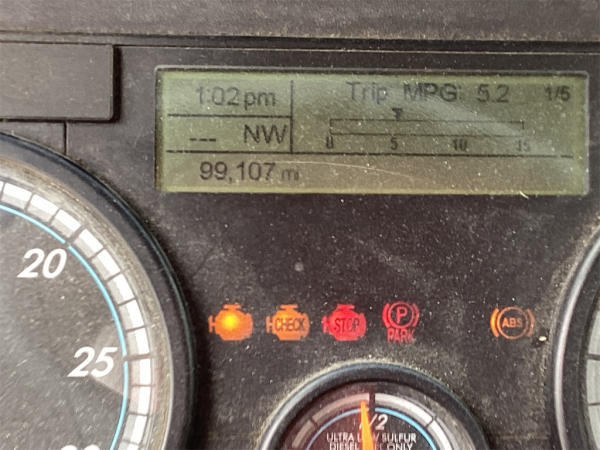 1:02 pm
Trip MPG: 5.2 1/5
--- NW
0 5 10 15
99,107 mi
20
25
CHECK
STOP
P
PARK
ABS
1/2
ULTRA LOW SULFUR
DIESEL FUEL ONLY